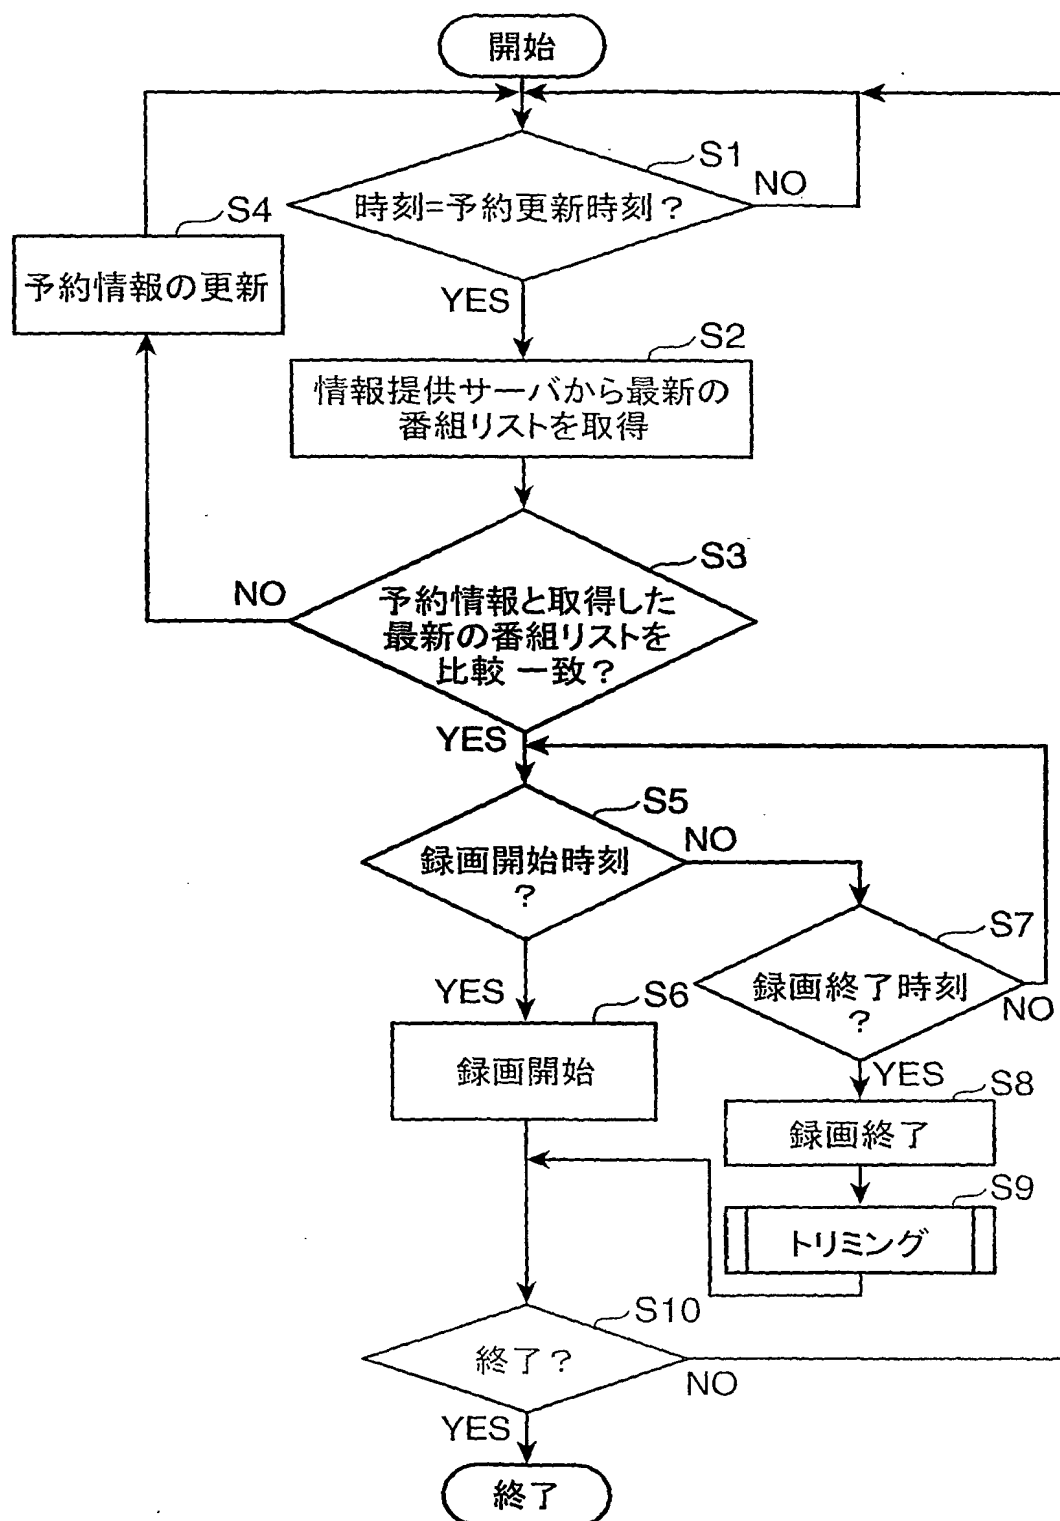 開始
S1
時刻=予約更新時刻?
NO
S4
予約情報の更新
YES
S2
情報提供サーバから最新の
番組リストを取得
S3
NO
予約情報と取得した
最新の番組リストを
比較 一致?
YES
S5
NO
録画開始時刻
?
S7
録画終了時刻
?
NO
YES
S6
録画開始
YES
S8
録画終了
S9
トリミング
S10
終了?
NO
YES
終了